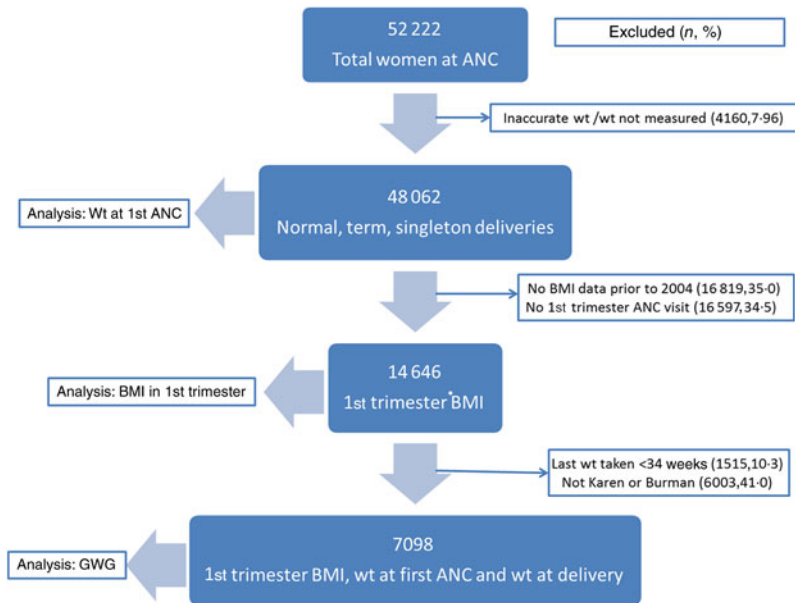 52 222
Total women at ANC
Excluded (n, %)
Inaccurate wt /wt not measured (4160,7·96)
48 062
Normal, term, singleton deliveries
Analysis: Wt at 1st ANC
No BMI data prior to 2004 (16 819,35·0)
No 1st trimester ANC visit (16 597,34·5)
14 646
1st trimester*BMI
Analysis: BMI in 1st trimester
Last wt taken <34 weeks (1515,10·3)
Not Karen or Burman (6003,41·0)
7098
1st trimester BMI, wt at first ANC and wt at delivery
Analysis: GWG